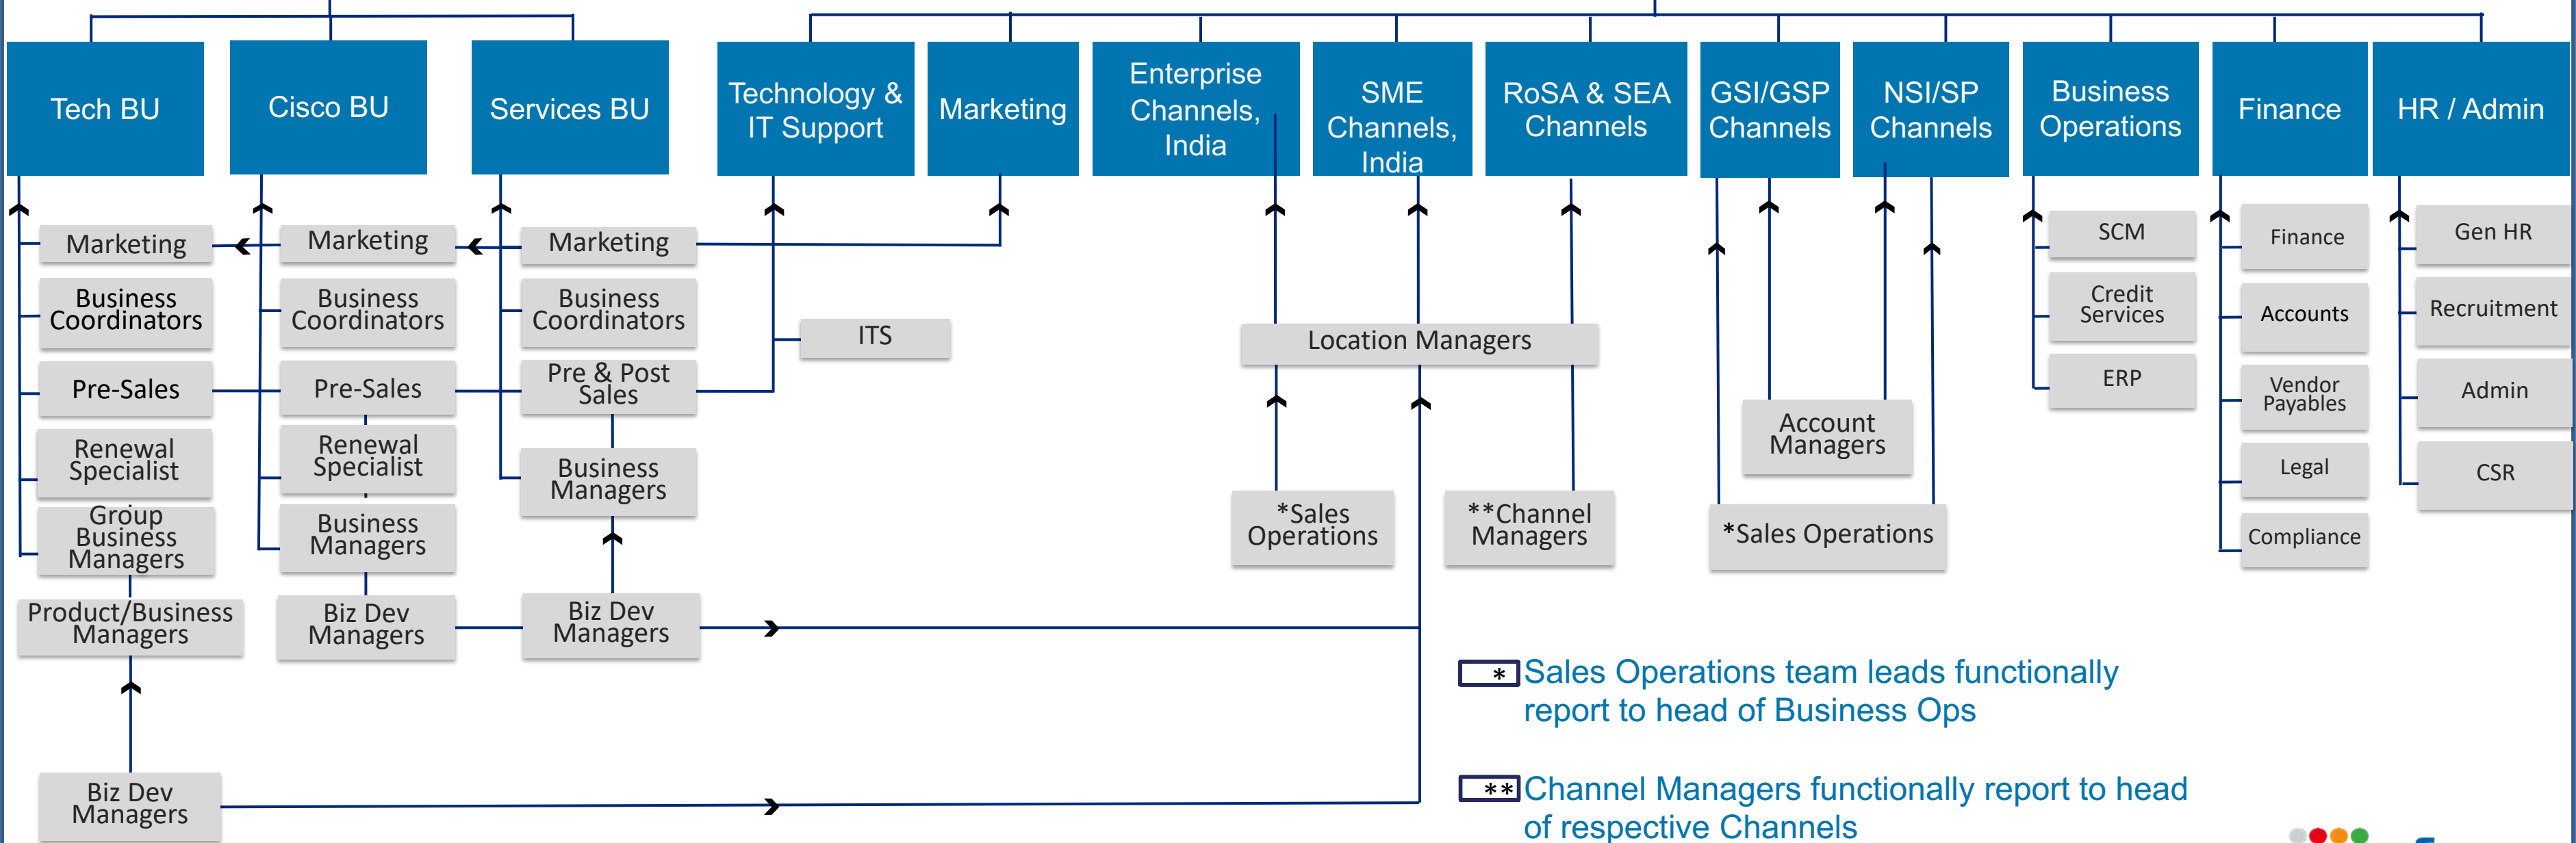 Tech BU
Cisco BU
Services BU
Technology &
IT Support
Marketing
Enterprise
Channels,
India
SME
Channels,
India
RoSA & SEA
Channels
GSI/GSP
Channels
NSI/SP
Channels
Business
Operations
Finance
HR / Admin
Marketing
Business
Coordinators
Pre-Sales
Renewal
Specialist
Group
Business
Managers
Product/Business
Managers
Biz Dev
Managers
Marketing
Business
Coordinators
Pre-Sales
Renewal
Specialist
Business
Managers
Biz Dev
Managers
Marketing
Business
Coordinators
Pre & Post
Sales
Business
Managers
Biz Dev
Managers
ITS
Location Managers
*Sales
Operations
**Channel
Managers
Account
Managers
*Sales Operations
SCM
Credit
Services
ERP
Finance
Accounts
Vendor
Payables
Legal
Compliance
Gen HR
Recruitment
Admin
CSR
* Sales Operations team leads functionally
report to head of Business Ops
** Channel Managers functionally report to head
of respective Channels